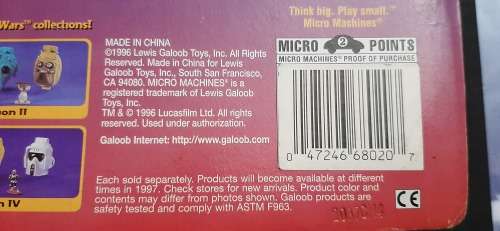 Wars™ collections!
Think big. Play small.™
Micro Machines®
MADE IN CHINA
©1996 Lewis Galoob Toys, Inc. All Rights
Reserved. Made in China for Lewis
Galoob Toys, Inc., South San Francisco,
CA 94080. MICRO MACHINES® is a
registered trademark of Lewis Galoob
Toys, Inc.
TM & © 1996 Lucasfilm Ltd. All rights
reserved. Used under authorization.
Galoob Internet: http://www.galoob.com
MICRO 2 POINTS
MICRO MACHINES® PROOF OF PURCHASE
0 47246 68020 7
on II
n IV
Each sold separately. Products will become available at different
times in 1997. Check stores for new arrivals. Product color and
contents may differ from photos shown. Galoob products are
safety tested and comply with ASTM F963.
CE